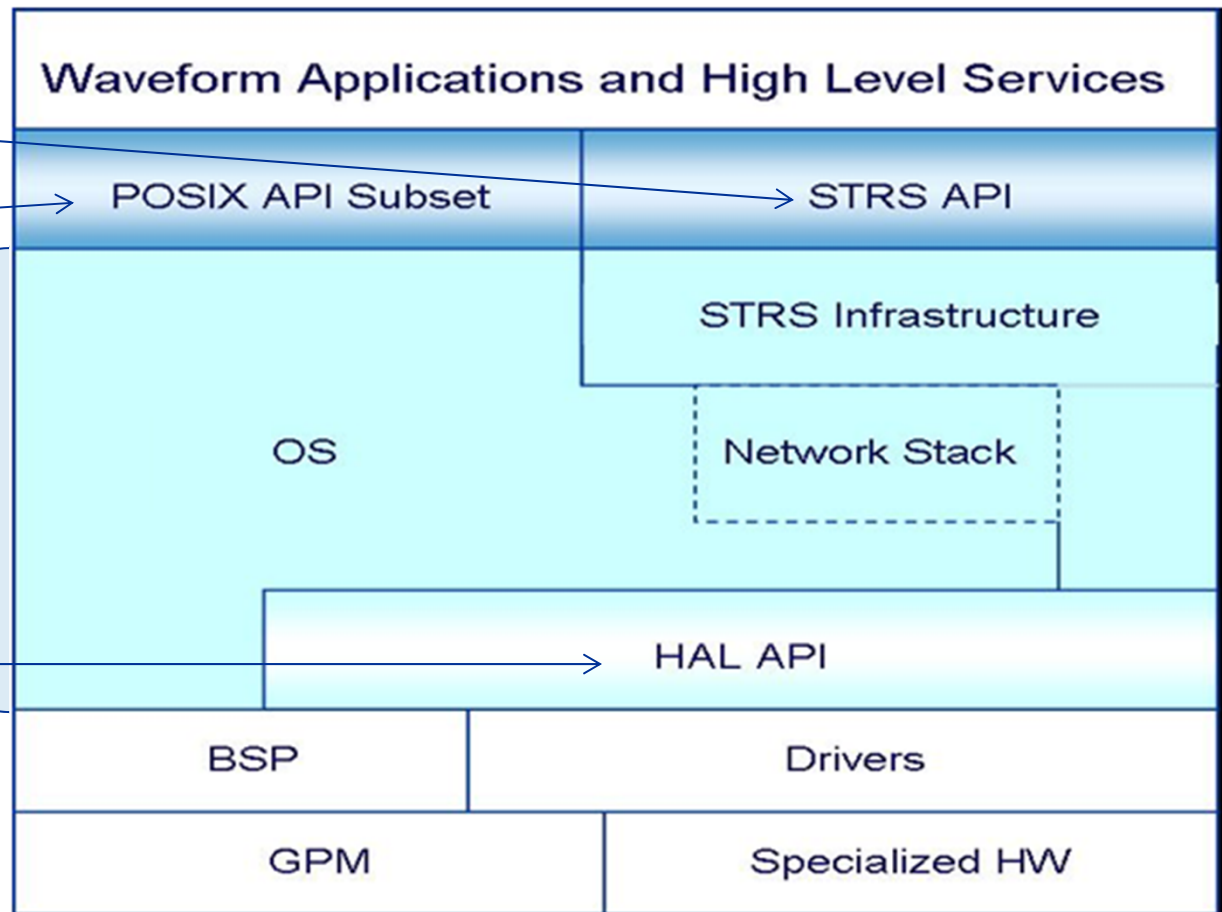 Waveform Applications and High Level Services
POSIX API Subset
STRS API
STRS Infrastructure
OS
Network Stack
HAL API
BSP
Drivers
GPM
Specialized HW